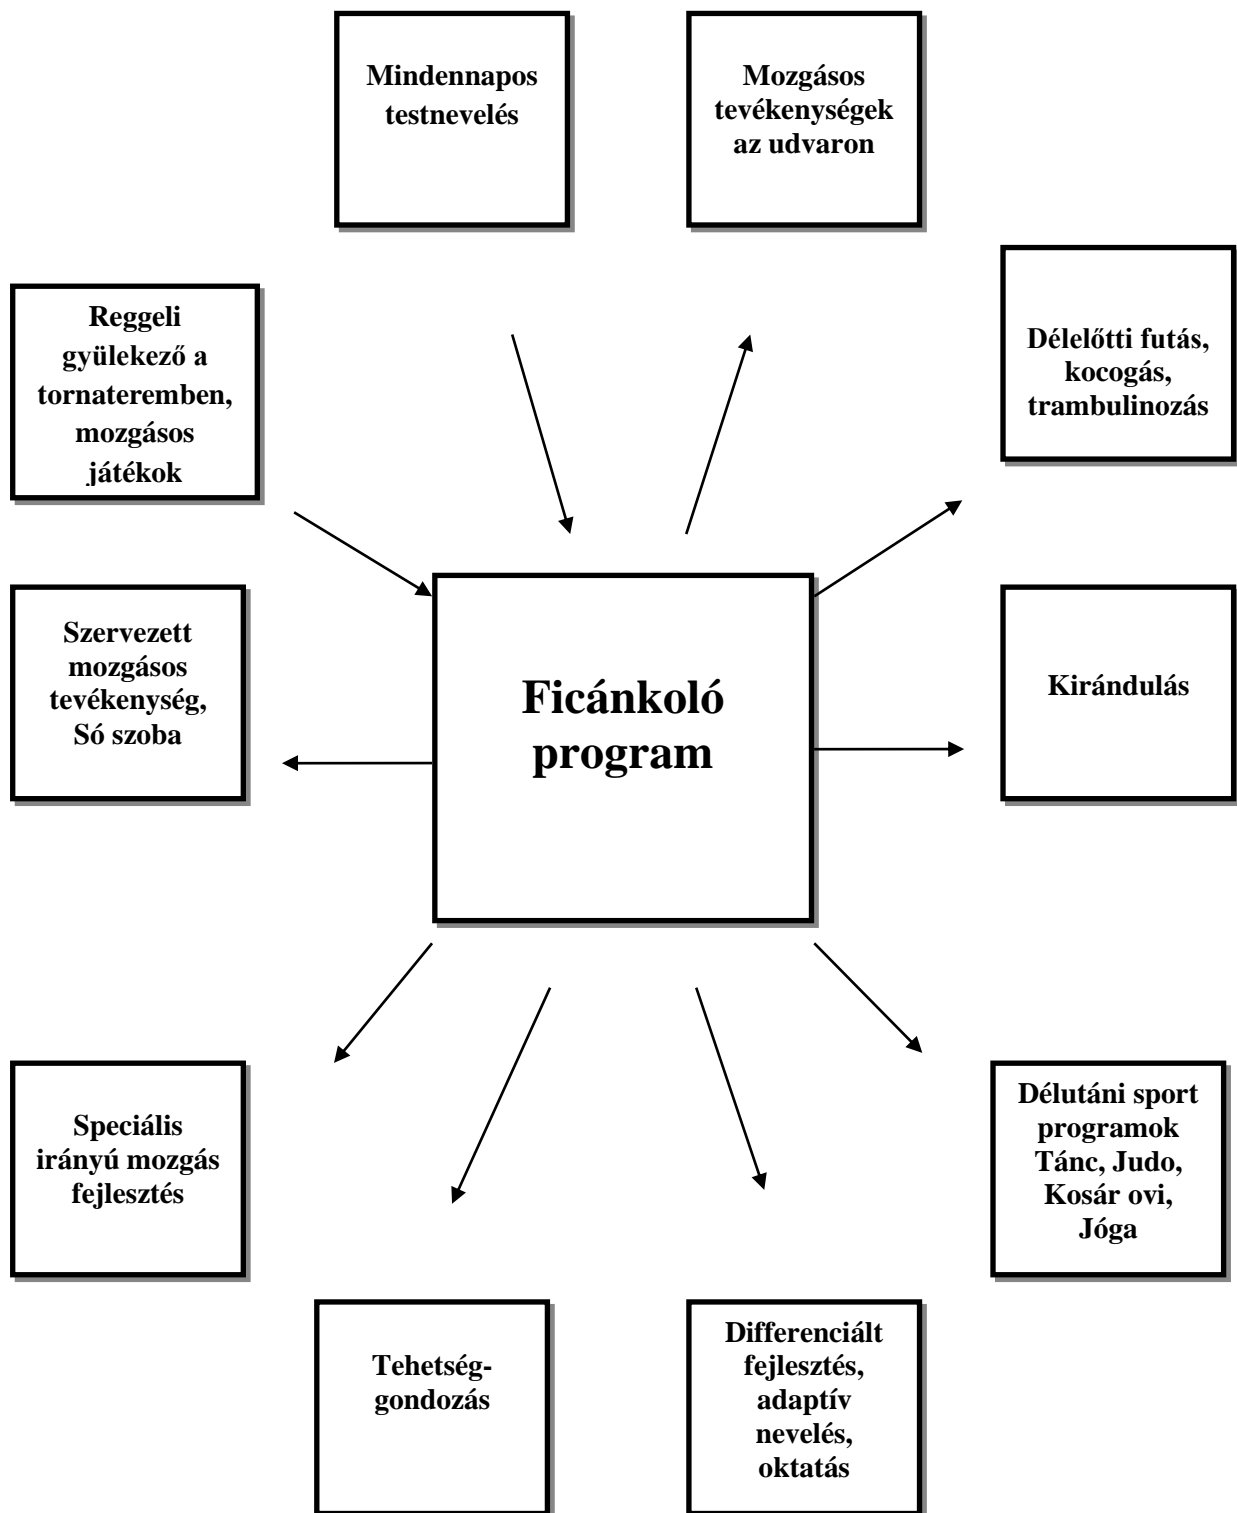 Mindennapos
testnevelés
Mozgásos
tevékenységek
az udvaron
Reggeli
gyülekező a
tornateremben,
mozgásos
játékok
Délelőtti futás,
kocogás,
trambulinozás
Szervezett
mozgásos
tevékenység,
Só szoba
Ficánkoló
program
Kirándulás
Speciális
irányú mozgás
fejlesztés
Délutáni sport
programok
Tánc, Judo,
Kosár ovi,
Jóga
Tehetség-
gondozás
Differenciált
fejlesztés,
adaptív
nevelés,
oktatás